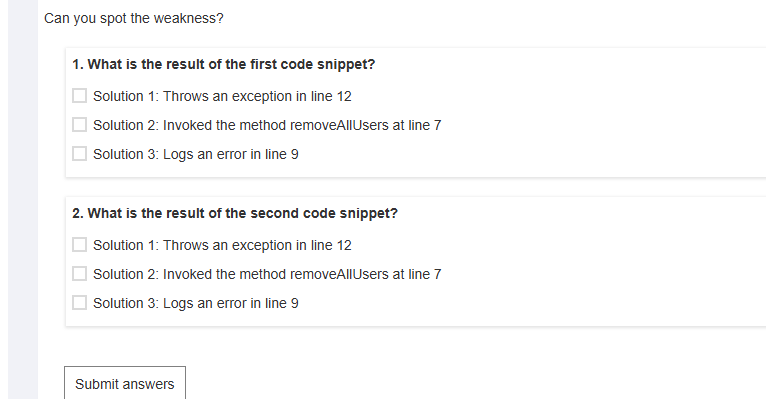 Can you spot the weakness?
1. What is the result of the first code snippet?
Solution 1: Throws an exception in line 12
Solution 2: Invoked the method removeAllUsers at line 7
Solution 3: Logs an error in line 9
2. What is the result of the second code snippet?
Solution 1: Throws an exception in line 12
Solution 2: Invoked the method removeAllUsers at line 7
Solution 3: Logs an error in line 9
Submit answers